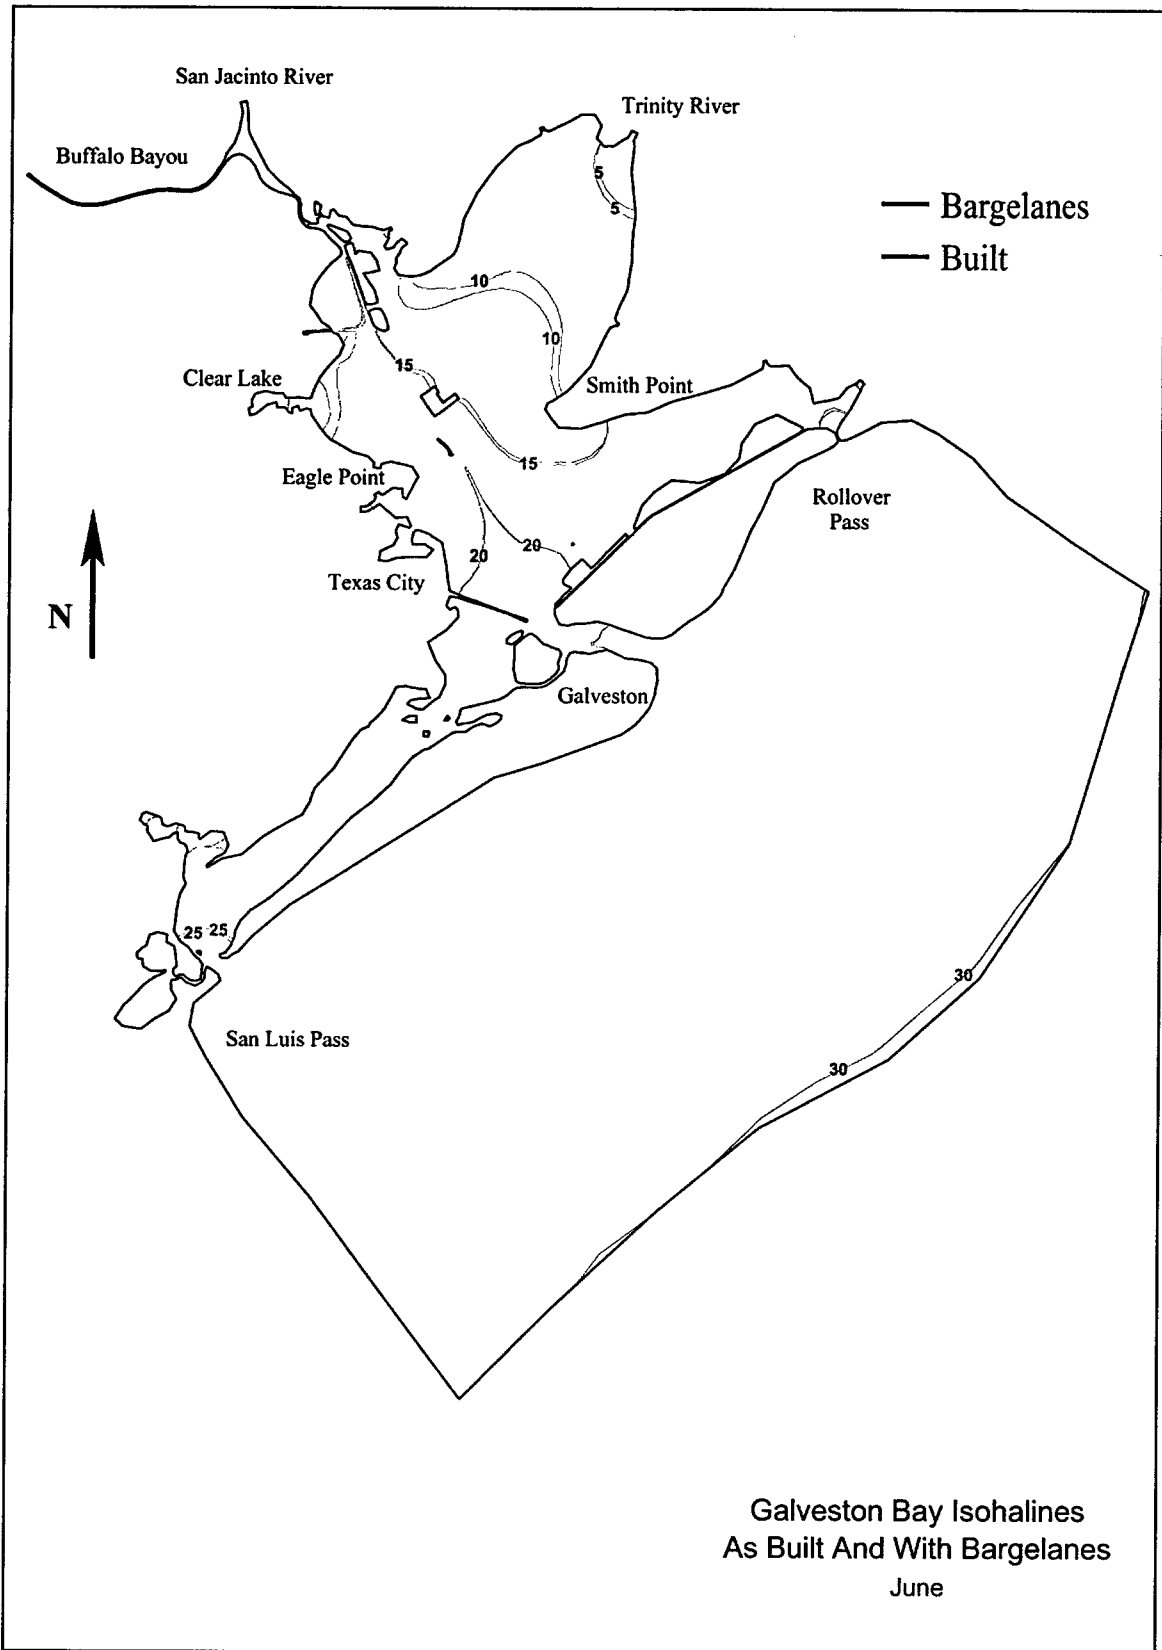 San Jacinto River
Trinity River
Buffalo Bayou
5
5
Bargelanes
Built
10
10
15
Clear Lake
Smith Point
15
Eagle Point
Rollover
Pass
20
20
Texas City
N
Galveston
25
25
30
San Luis Pass
30
Galveston Bay Isohalines
As Built And With Bargelanes
June